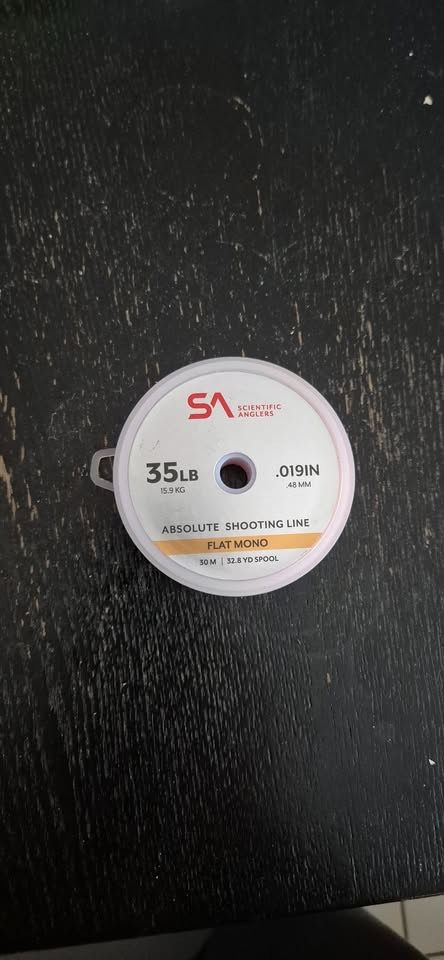 SA SCIENTIFIC
ANGLERS
35LB .019IN
15.9 KG .48 MM
ABSOLUTE SHOOTING LINE
FLAT MONO
30 M | 32.8 YD SPOOL